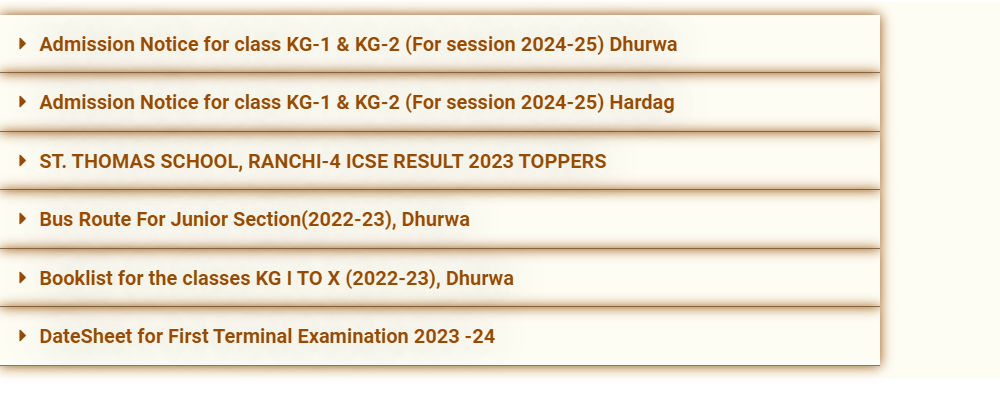 Admission Notice for class KG-1 & KG-2 (For session 2024-25) Dhurwa
Admission Notice for class KG-1 & KG-2 (For session 2024-25) Hardag
ST. THOMAS SCHOOL, RANCHI-4 ICSE RESULT 2023 TOPPERS
Bus Route For Junior Section(2022-23), Dhurwa
Booklist for the classes KG I TO X (2022-23), Dhurwa
DateSheet for First Terminal Examination 2023 -24